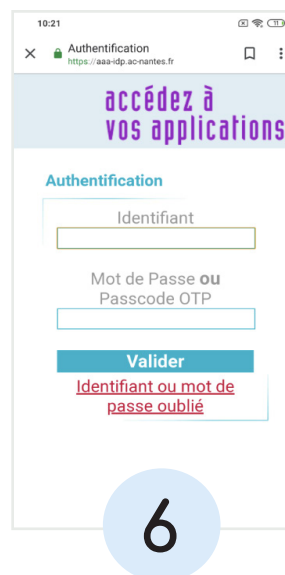 10:21
11
Authentification
https://aaa-idp.ac-nantes.fr
accédez à
vos applications
Authentification
Identifiant
Mot de Passe ou
Passcode OTP
Valider
Identifiant ou mot de
passe oublié
6